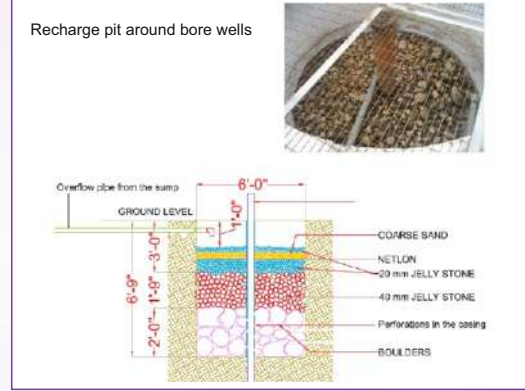 Recharge pit around bore wells
6'-0"
Overflow pipe from the sump
GROUND LEVEL
1'-0"
COARSE SAND
NETLON
20 mm JELLY STONE
40 mm JELLY STONE
Perforations in the casing
BOULDERS
6'-9"
3'-0"
1'-9"
2'-0"